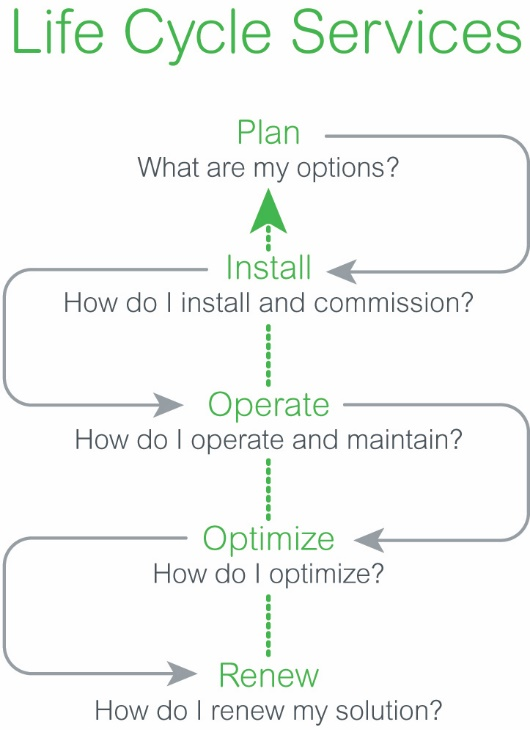 Life Cycle Services
Plan
What are my options?
Install
How do I install and commission?
Operate
How do I operate and maintain?
Optimize
How do I optimize?
Renew
How do I renew my solution?